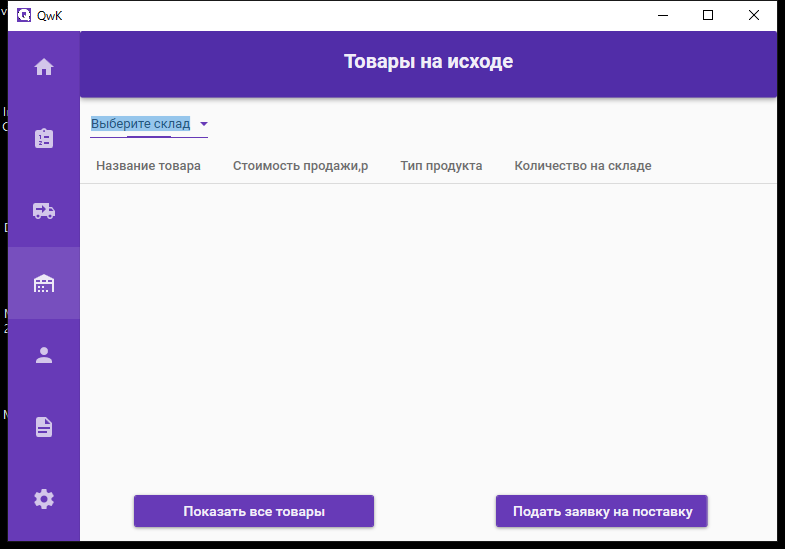 QwK
Товары на исходе
Выберите склад
Название товара Стоимость продажи,р Тип продукта Количество на складе
Показать все товары Подать заявку на поставку